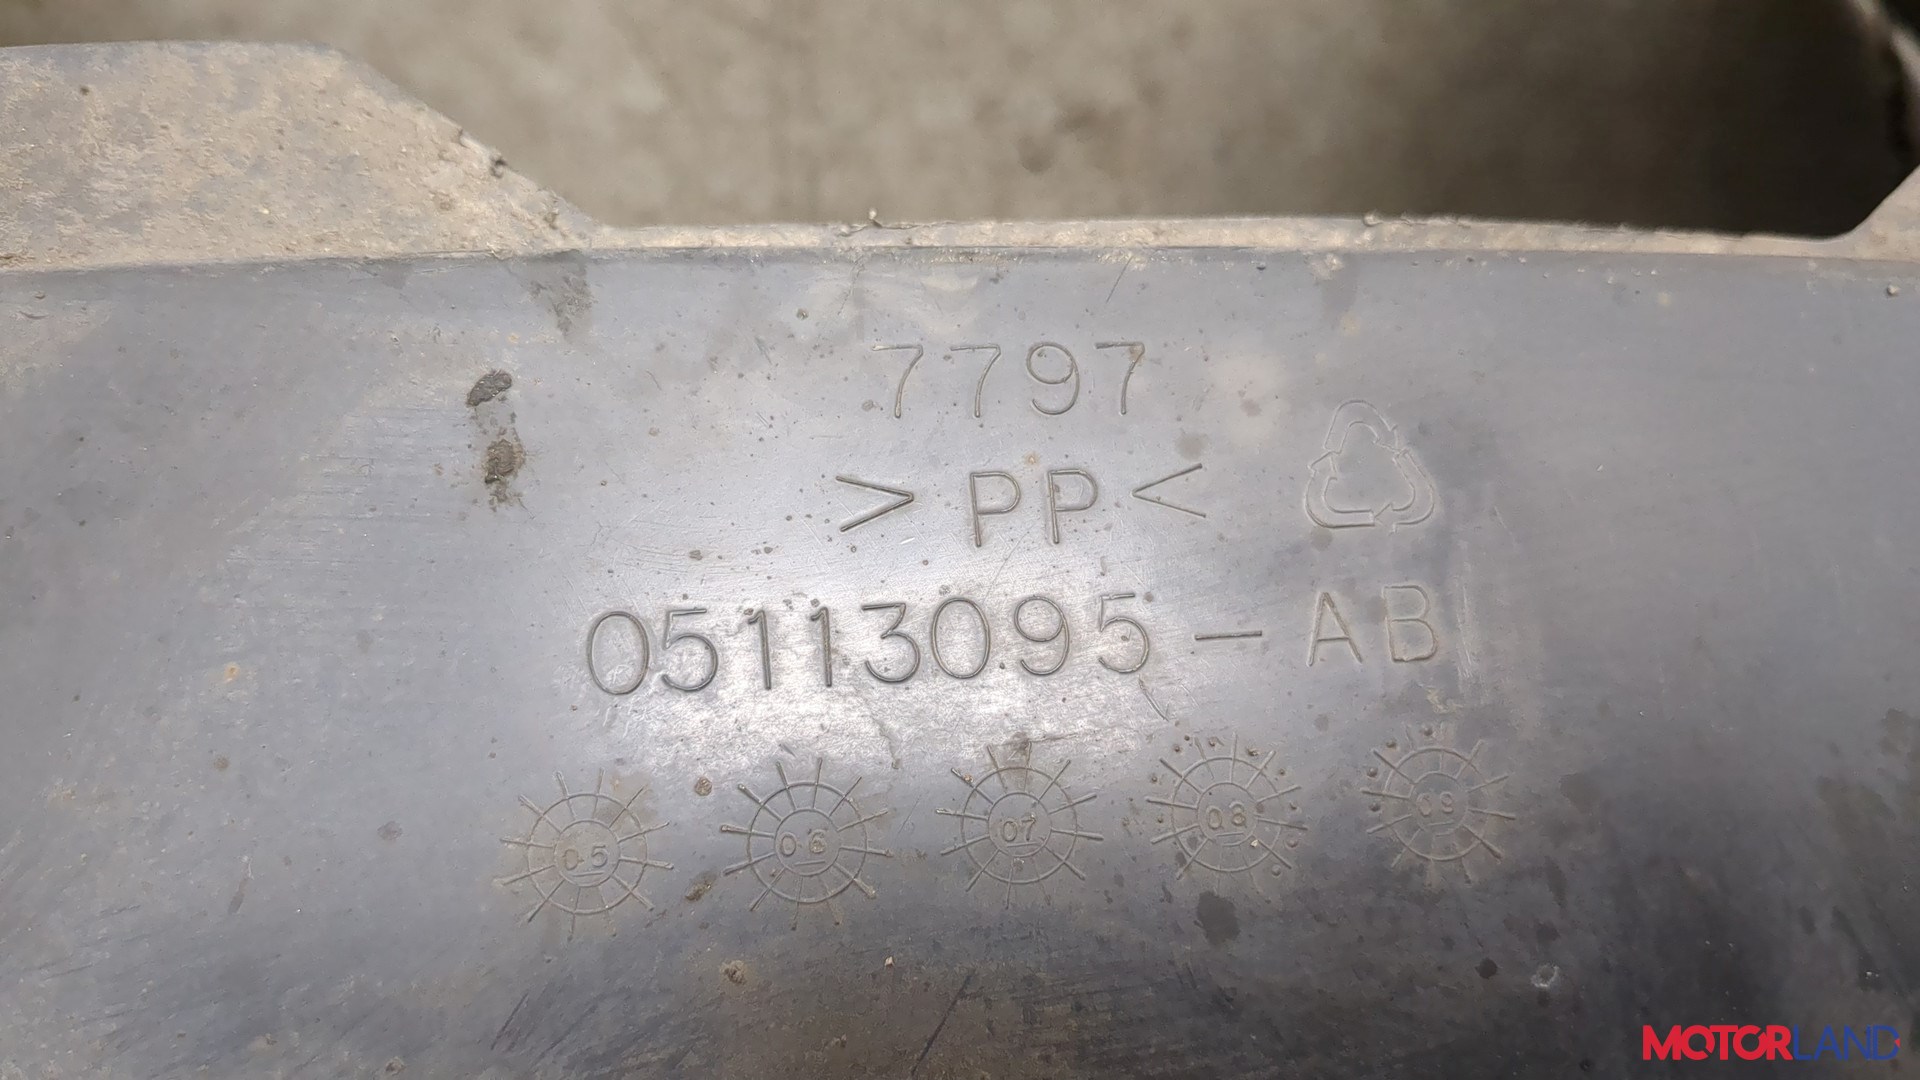 7797
>PP<
05113095-AB
05 06 07 08 09
MOTORLAND